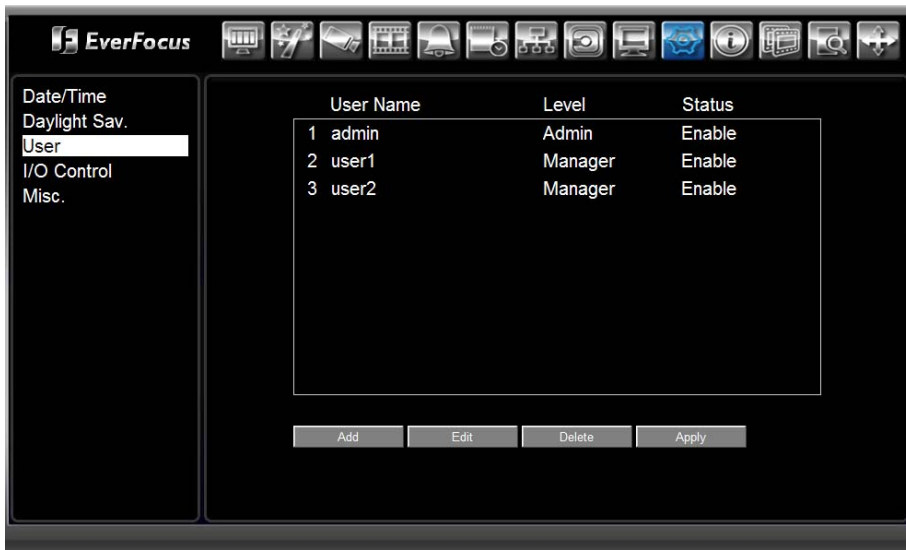 EverFocus
Date/Time
Daylight Sav.
User
I/O Control
Misc.
User Name Level Status
1 admin Admin Enable
2 user1 Manager Enable
3 user2 Manager Enable
Add Edit Delete Apply